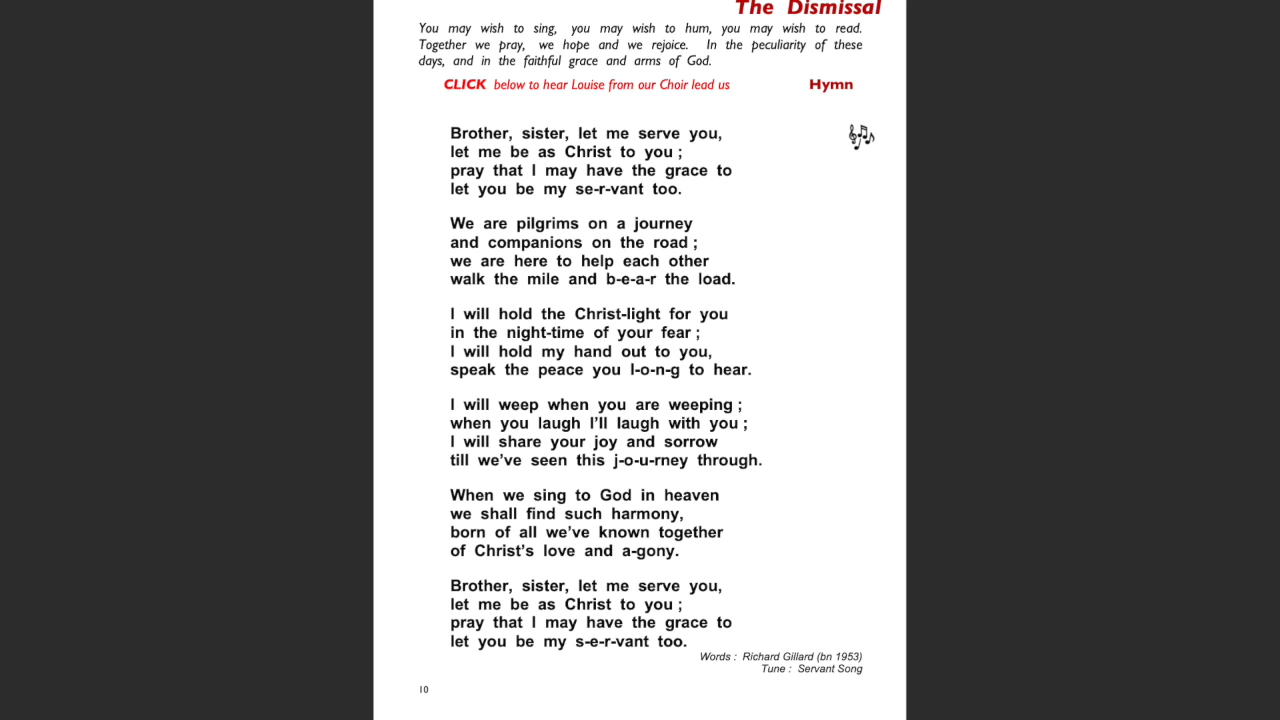 The Dismissal
You may wish to sing, you may wish to hum, you may wish to read.
Together we pray, we hope and we rejoice. In the peculiarity of these
days, and in the faithful grace and arms of God.
CLICK below to hear Louise from our Choir lead us Hymn
Brother, sister, let me serve you,
let me be as Christ to you ;
pray that I may have the grace to
let you be my se-r-vant too.
We are pilgrims on a journey
and companions on the road ;
we are here to help each other
walk the mile and b-e-a-r the load.
I will hold the Christ-light for you
in the night-time of your fear ;
I will hold my hand out to you,
speak the peace you l-o-n-g to hear.
I will weep when you are weeping ;
when you laugh I’ll laugh with you ;
I will share your joy and sorrow
till we’ve seen this j-o-u-rney through.
When we sing to God in heaven
we shall find such harmony,
born of all we’ve known together
of Christ’s love and a-gony.
Brother, sister, let me serve you,
let me be as Christ to you ;
pray that I may have the grace to
let you be my s-e-r-vant too.
Words : Richard Gillard (bn 1953)
Tune : Servant Song
10